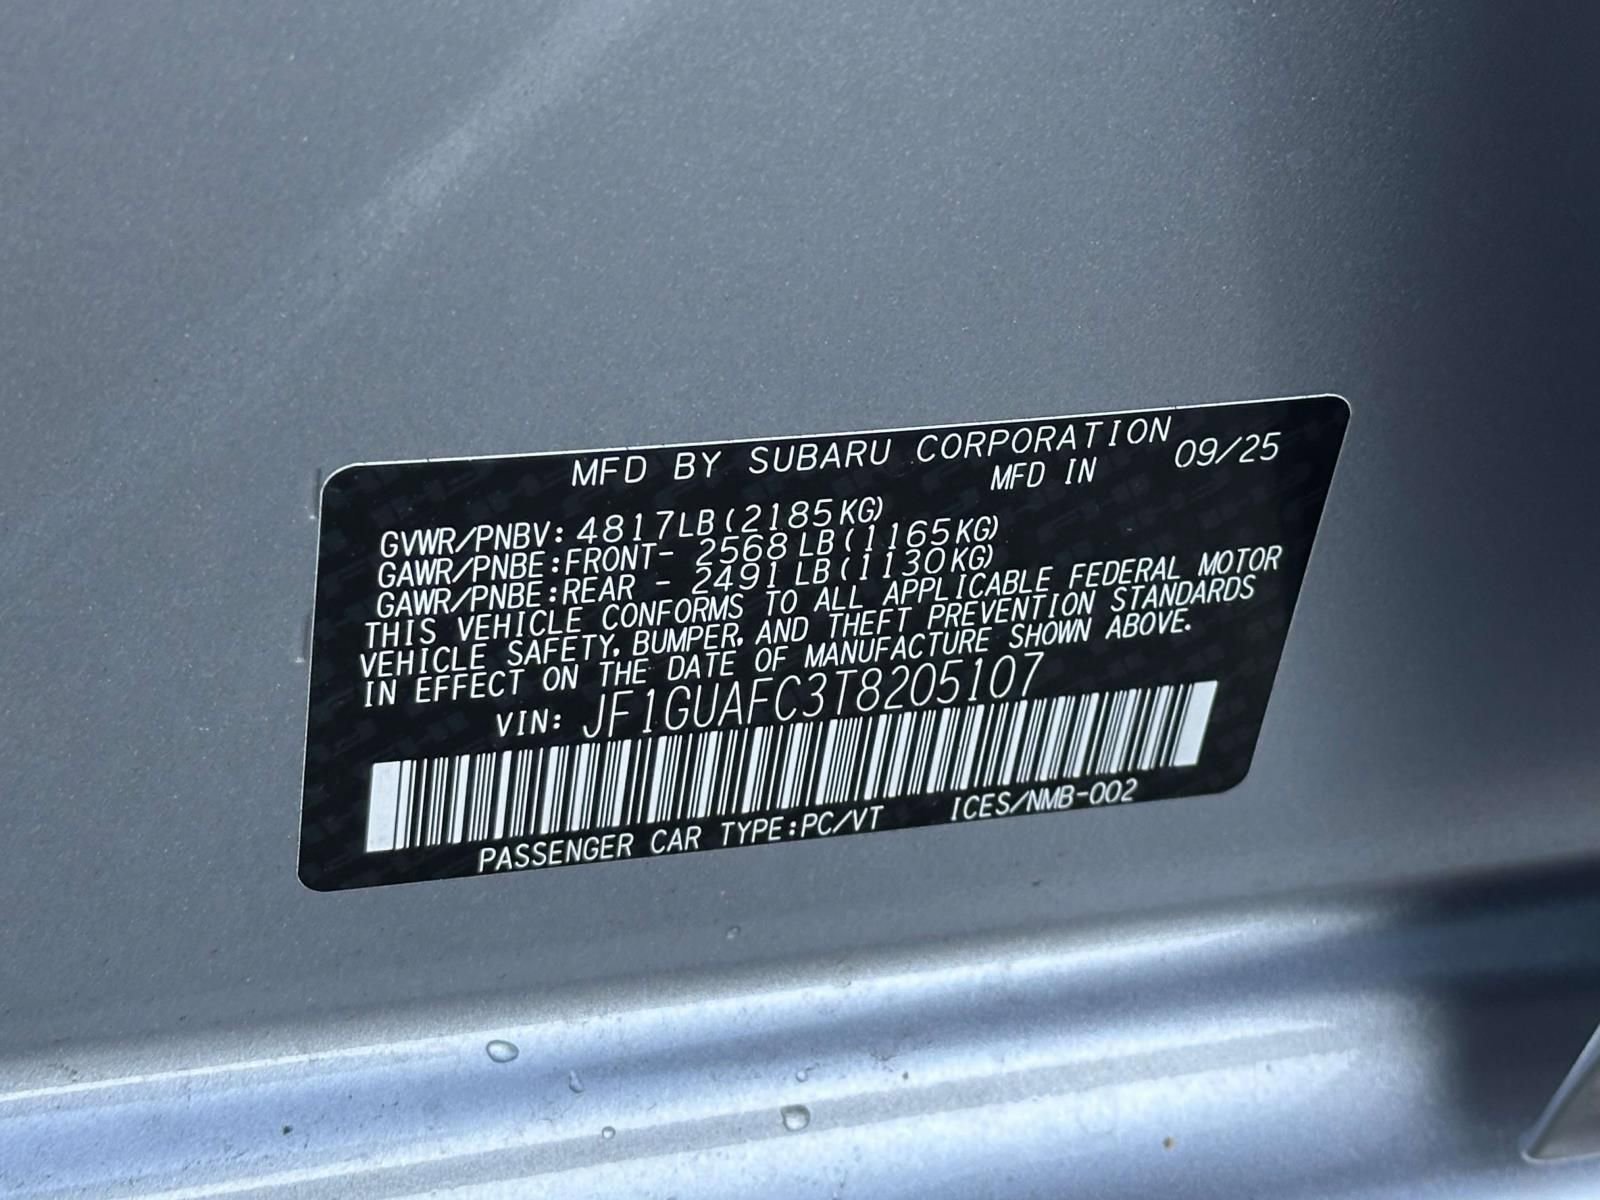 MFD BY SUBARU CORPORATION
MFD IN 09/25
GVWR/PNBV: 4817LB(2185KG)
GAWR/PNBE:FRONT- 2568LB(1165KG)
GAWR/PNBE:REAR - 2491LB(1130KG)
THIS VEHICLE CONFORMS TO ALL APPLICABLE FEDERAL MOTOR
VEHICLE SAFETY, BUMPER, AND THEFT PREVENTION STANDARDS
IN EFFECT ON THE DATE OF MANUFACTURE SHOWN ABOVE.
VIN: JF1GUAFC3T8205107
PASSENGER CAR TYPE:PC/VT ICES/NMB-002